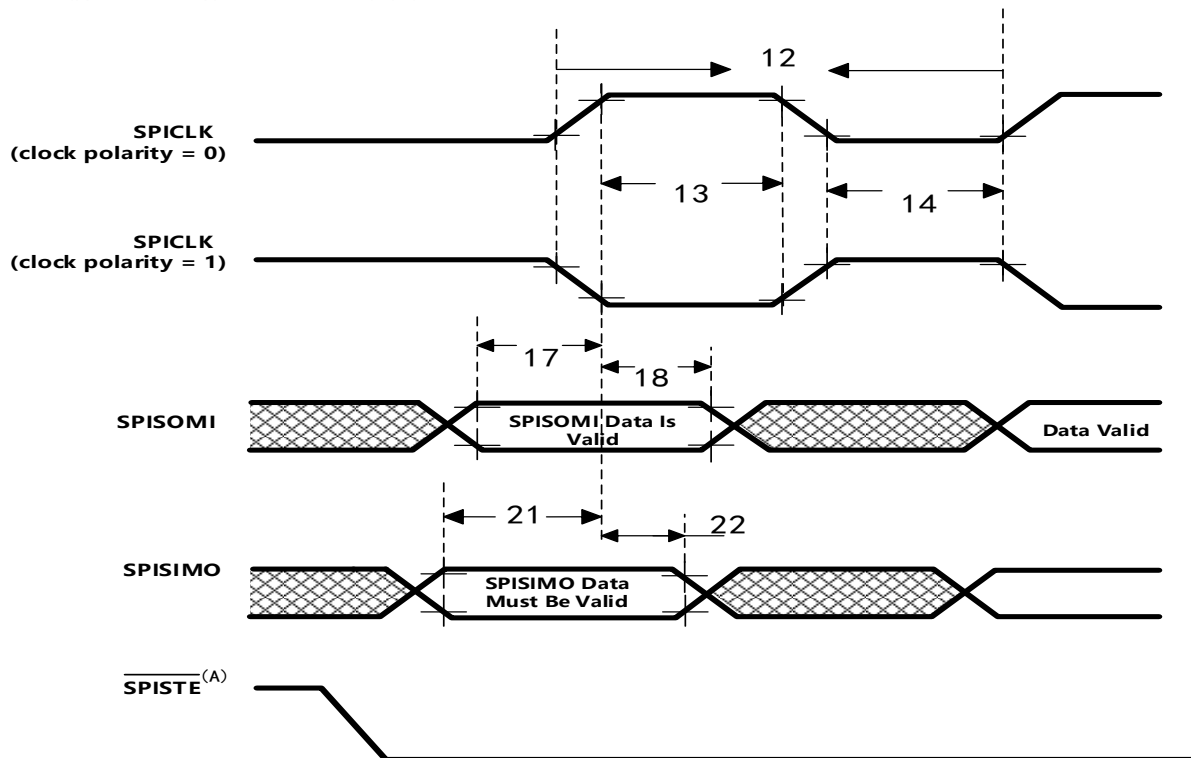 12
SPICLK
(clock polarity = 0)
13
14
SPICLK
(clock polarity = 1)
17
18
SPISOMI
SPISOMI Data Is
Valid
Data Valid
21
22
SPISIMO
SPISIMO Data
Must Be Valid
SPISTE(A)